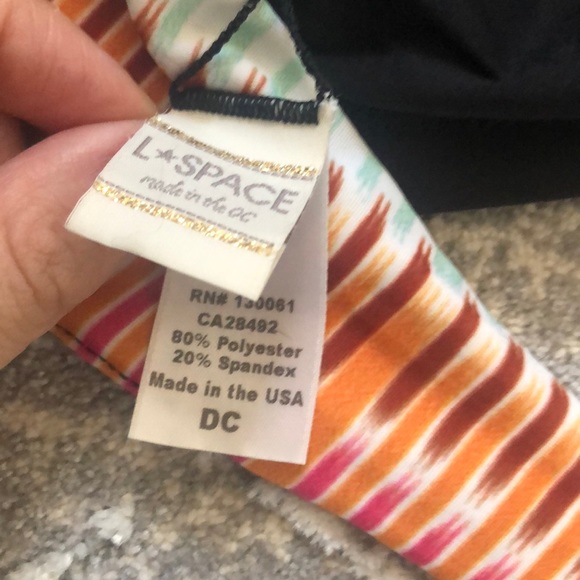 L★SPACE
made in the OC
RN# 130061
CA28492
80% Polyester
20% Spandex
Made in the USA
DC